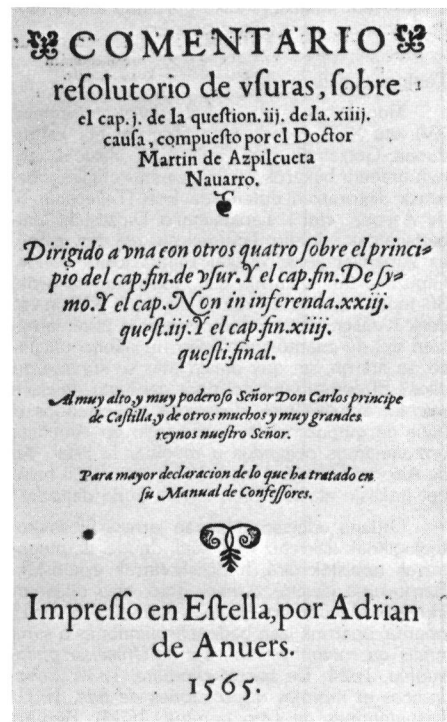 COMENTARIO
reſolutorio de vſuras, ſobre
el cap. j. de la queſtion. iij. de la. xiiij.
cauſa, compueſto por el Doctor
Martin de Azpilcueta
Nauarro.
Dirigido a vna con otros quatro ſobre el princi-
pio del cap. fin. de vſur. Y el cap. fin. De ſy-
mo. Y el cap. Non in inferenda. xxiij.
queſt. iij. Y el cap. fin. xiiij.
queſti. final.
Al muy alto, y muy poderoſo Señor Don Carlos principe
de Caſtilla, y de otros muchos y muy grandes
reynos nueſtro Señor.
Para mayor declaracion de lo que ha tratado en
ſu Manual de Confeſſores.
Impreſſo en Eſtella, por Adrian
de Anuers.
1565.